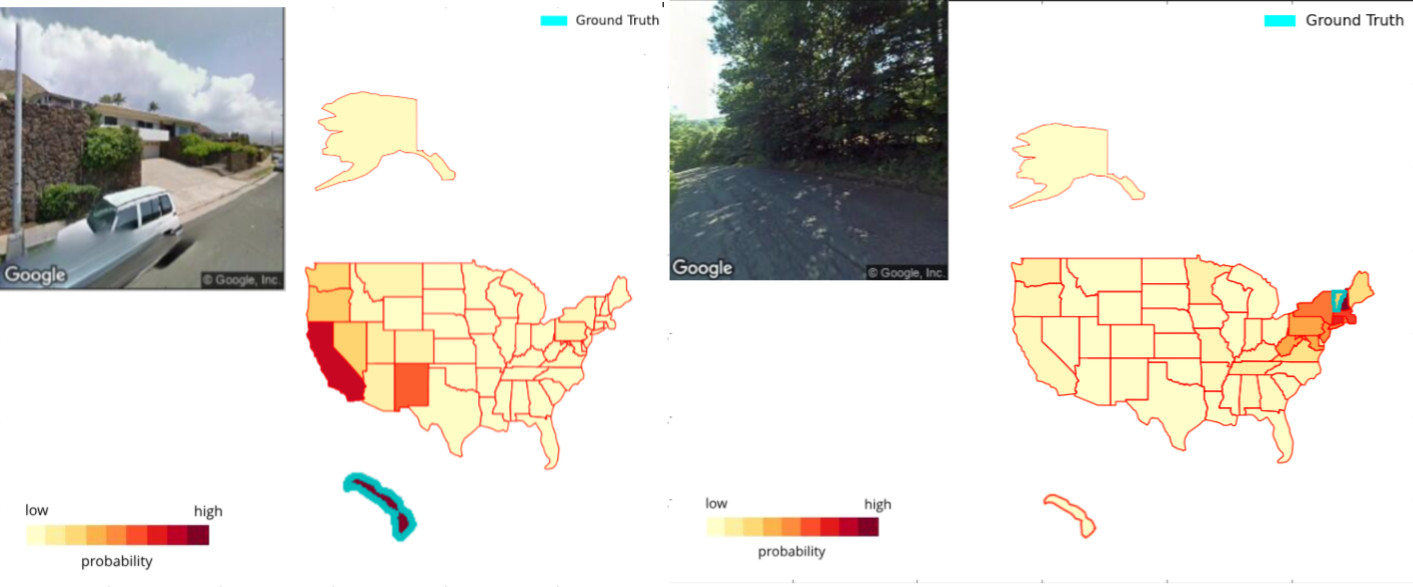 Ground Truth
Google
© Google, Inc.
low
high
probability
Ground Truth
Google
© Google, Inc.
low
high
probability